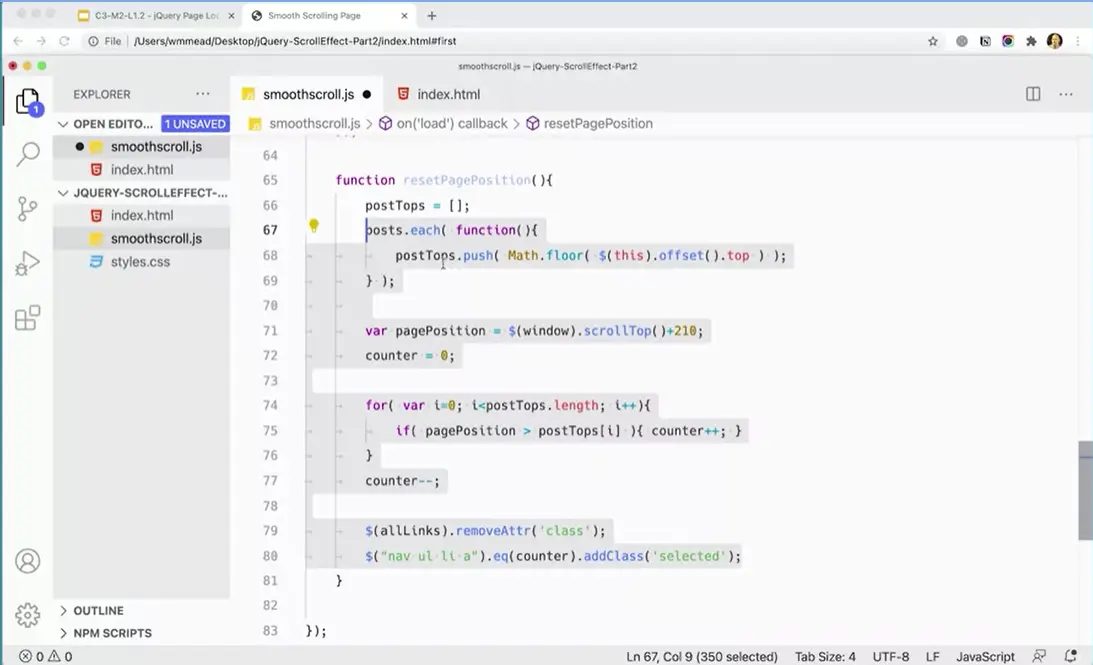 C3-M2-L1.2 - jQuery Page Loc
Smooth Scrolling Page
File /Users/wmmead/Desktop/jQuery-ScrollEffect-Part2/index.html#first
smoothscroll.js — jQuery-ScrollEffect-Part2
EXPLORER
smoothscroll.js
index.html
OPEN EDITO... 1 UNSAVED
smoothscroll.js > on('load') callback > resetPagePosition
smoothscroll.js
index.html
JQUERY-SCROLLEFFECT-...
index.html
smoothscroll.js
styles.css
1
64
65 function resetPagePosition(){
66 postTops = [];
67 posts.each( function(){
68 postTops.push( Math.floor( $(this).offset().top ) );
69 } );
70
71 var pagePosition = $(window).scrollTop()+210;
72 counter = 0;
73
74 for( var i=0; i<postTops.length; i++){
75 if( pagePosition > postTops[i] ){ counter++; }
76 }
77 counter--;
78
79 $(allLinks).removeAttr('class');
80 $("nav ul li a").eq(counter).addClass('selected');
81 }
82
83 });
OUTLINE
NPM SCRIPTS
0 0 Ln 67, Col 9 (350 selected) Tab Size: 4 UTF-8 LF JavaScript